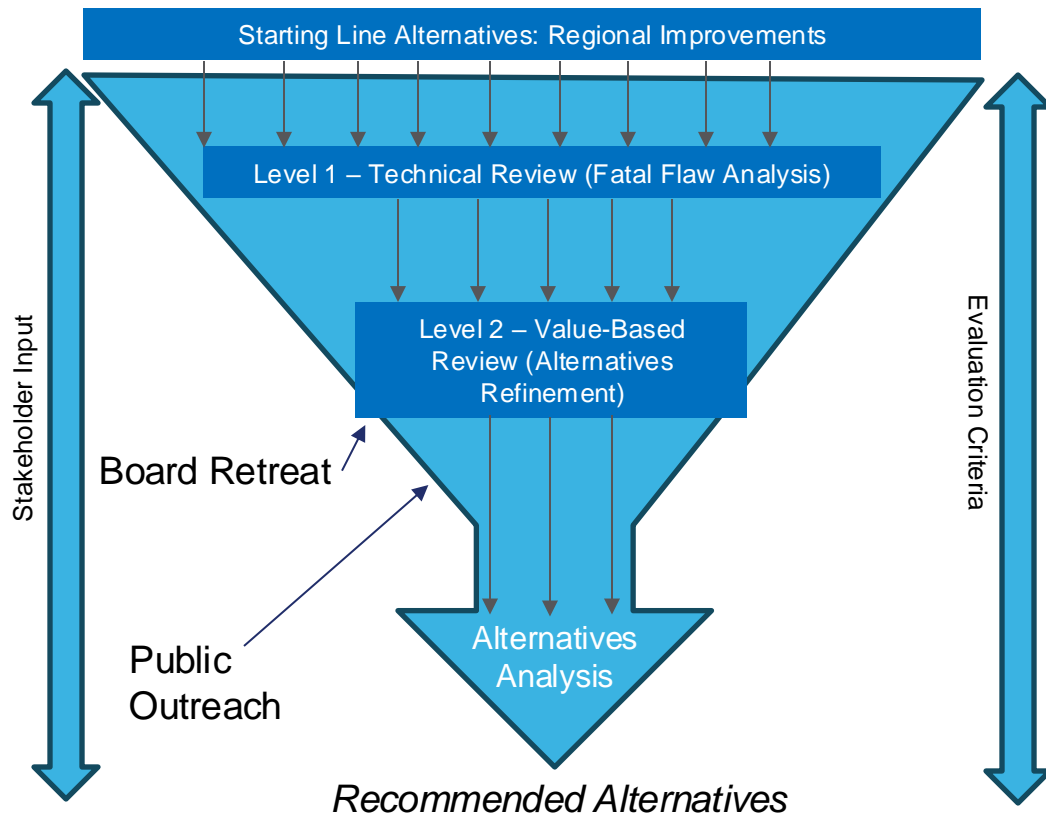 Starting Line Alternatives: Regional Improvements
Level 1 – Technical Review (Fatal Flaw Analysis)
Level 2 – Value-Based
Review (Alternatives
Refinement)
Stakeholder Input
Evaluation Criteria
Board Retreat
Public
Outreach
Alternatives
Analysis
Recommended Alternatives